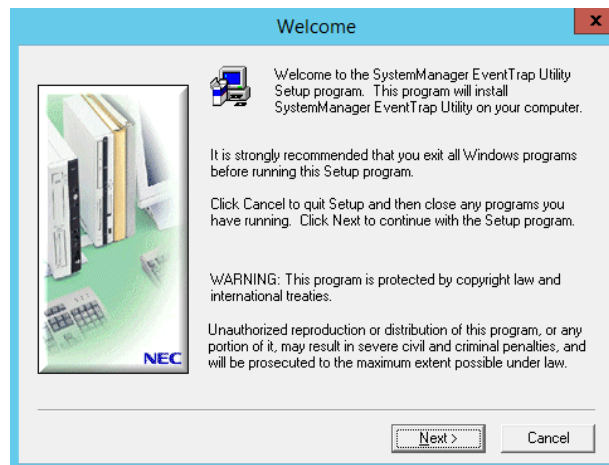 Welcome
x
Welcome to the SystemManager EventTrap Utility
Setup program. This program will install
SystemManager EventTrap Utility on your computer.
It is strongly recommended that you exit all Windows programs
before running this Setup program.
Click Cancel to quit Setup and then close any programs you
have running. Click Next to continue with the Setup program.
WARNING: This program is protected by copyright law and
international treaties.
Unauthorized reproduction or distribution of this program, or any
portion of it, may result in severe civil and criminal penalties, and
will be prosecuted to the maximum extent possible under law.
NEC
Next >
Cancel